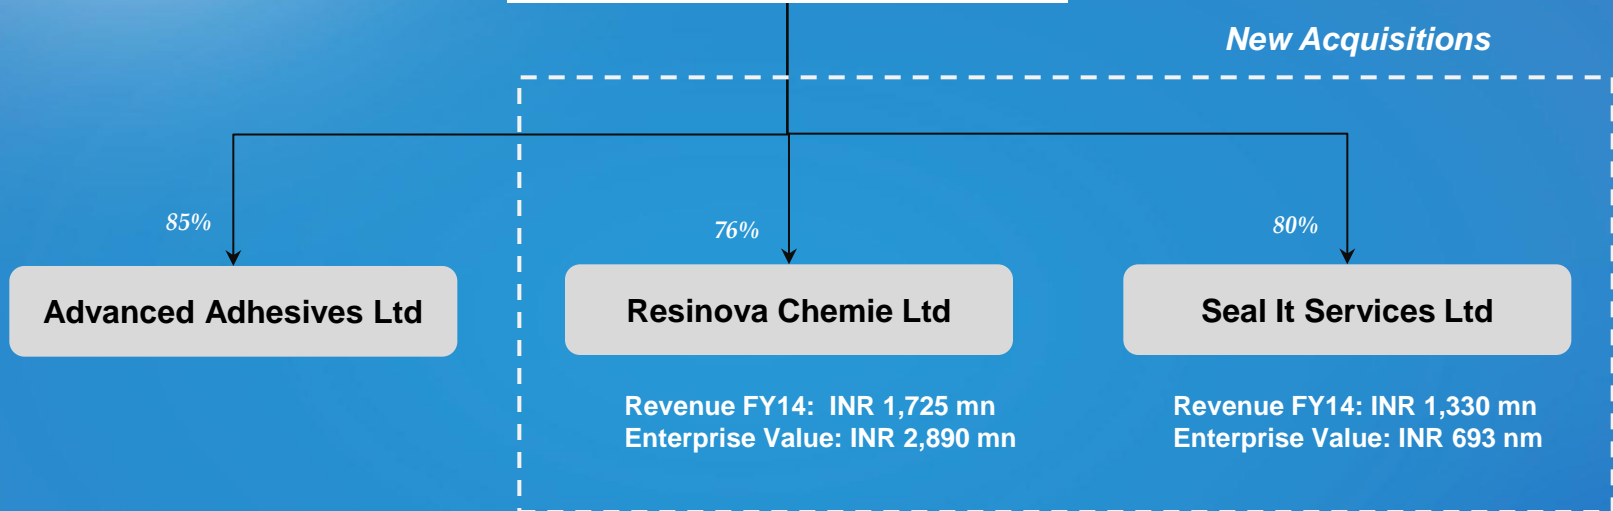 New Acquisitions
85%
76%
80%
Advanced Adhesives Ltd
Resinova Chemie Ltd
Seal It Services Ltd
Revenue FY14:  INR 1,725 mn
Enterprise Value: INR 2,890 mn
Revenue FY14: INR 1,330 mn
Enterprise Value: INR 693 nm